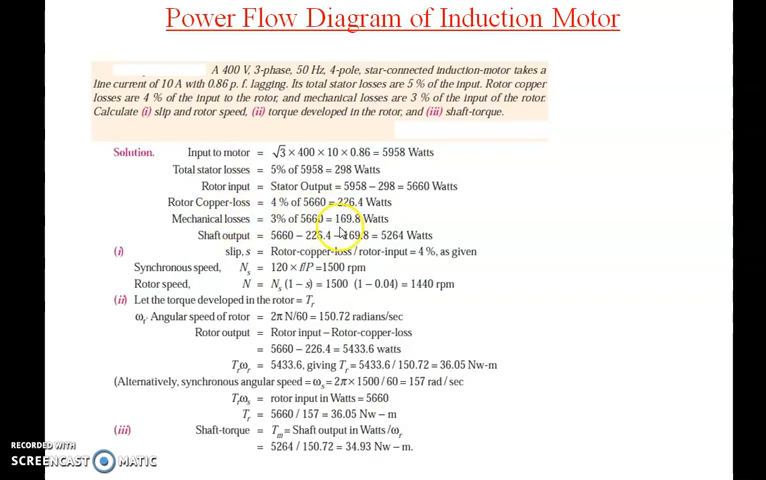 Power Flow Diagram of Induction Motor
A 400 V, 3-phase, 50 Hz, 4-pole, star-connected induction-motor takes a
line current of 10 A with 0.86 p. f. lagging. Its total stator losses are 5 % of the input. Rotor copper
losses are 4 % of the input to the rotor, and mechanical losses are 3 % of the input of the rotor.
Calculate (i) slip and rotor speed, (ii) torque developed in the rotor, and (iii) shaft-torque.
Solution. Input to motor = √3 × 400 × 10 × 0.86 = 5958 Watts
Total stator losses = 5% of 5958 = 298 Watts
Rotor input = Stator Output = 5958 – 298 = 5660 Watts
Rotor Copper-loss = 4 % of 5660 = 226.4 Watts
Mechanical losses = 3% of 5660 = 169.8 Watts
Shaft output = 5660 – 226.4 – 169.8 = 5264 Watts
(i) slip, s = Rotor-copper-loss / rotor-input = 4 %, as given
Synchronous speed, Ns = 120 × f/P = 1500 rpm
Rotor speed, N = Ns (1 – s) = 1500 (1 – 0.04) = 1440 rpm
(ii) Let the torque developed in the rotor = Tr
ωr, Angular speed of rotor = 2π N/60 = 150.72 radians/sec
Rotor output = Rotor input – Rotor-copper-loss
= 5660 – 226.4 = 5433.6 watts
Trωr = 5433.6, giving Tr = 5433.6 / 150.72 = 36.05 Nw-m
(Alternatively, synchronous angular speed = ωs = 2π × 1500 / 60 = 157 rad / sec
Trωs = rotor input in Watts = 5660
Tr = 5660 / 157 = 36.05 Nw – m
(iii) Shaft-torque = Tm = Shaft output in Watts/ωr
= 5264 / 150.72 = 34.93 Nw – m.
RECORDED WITH
SCREENCAST MATIC